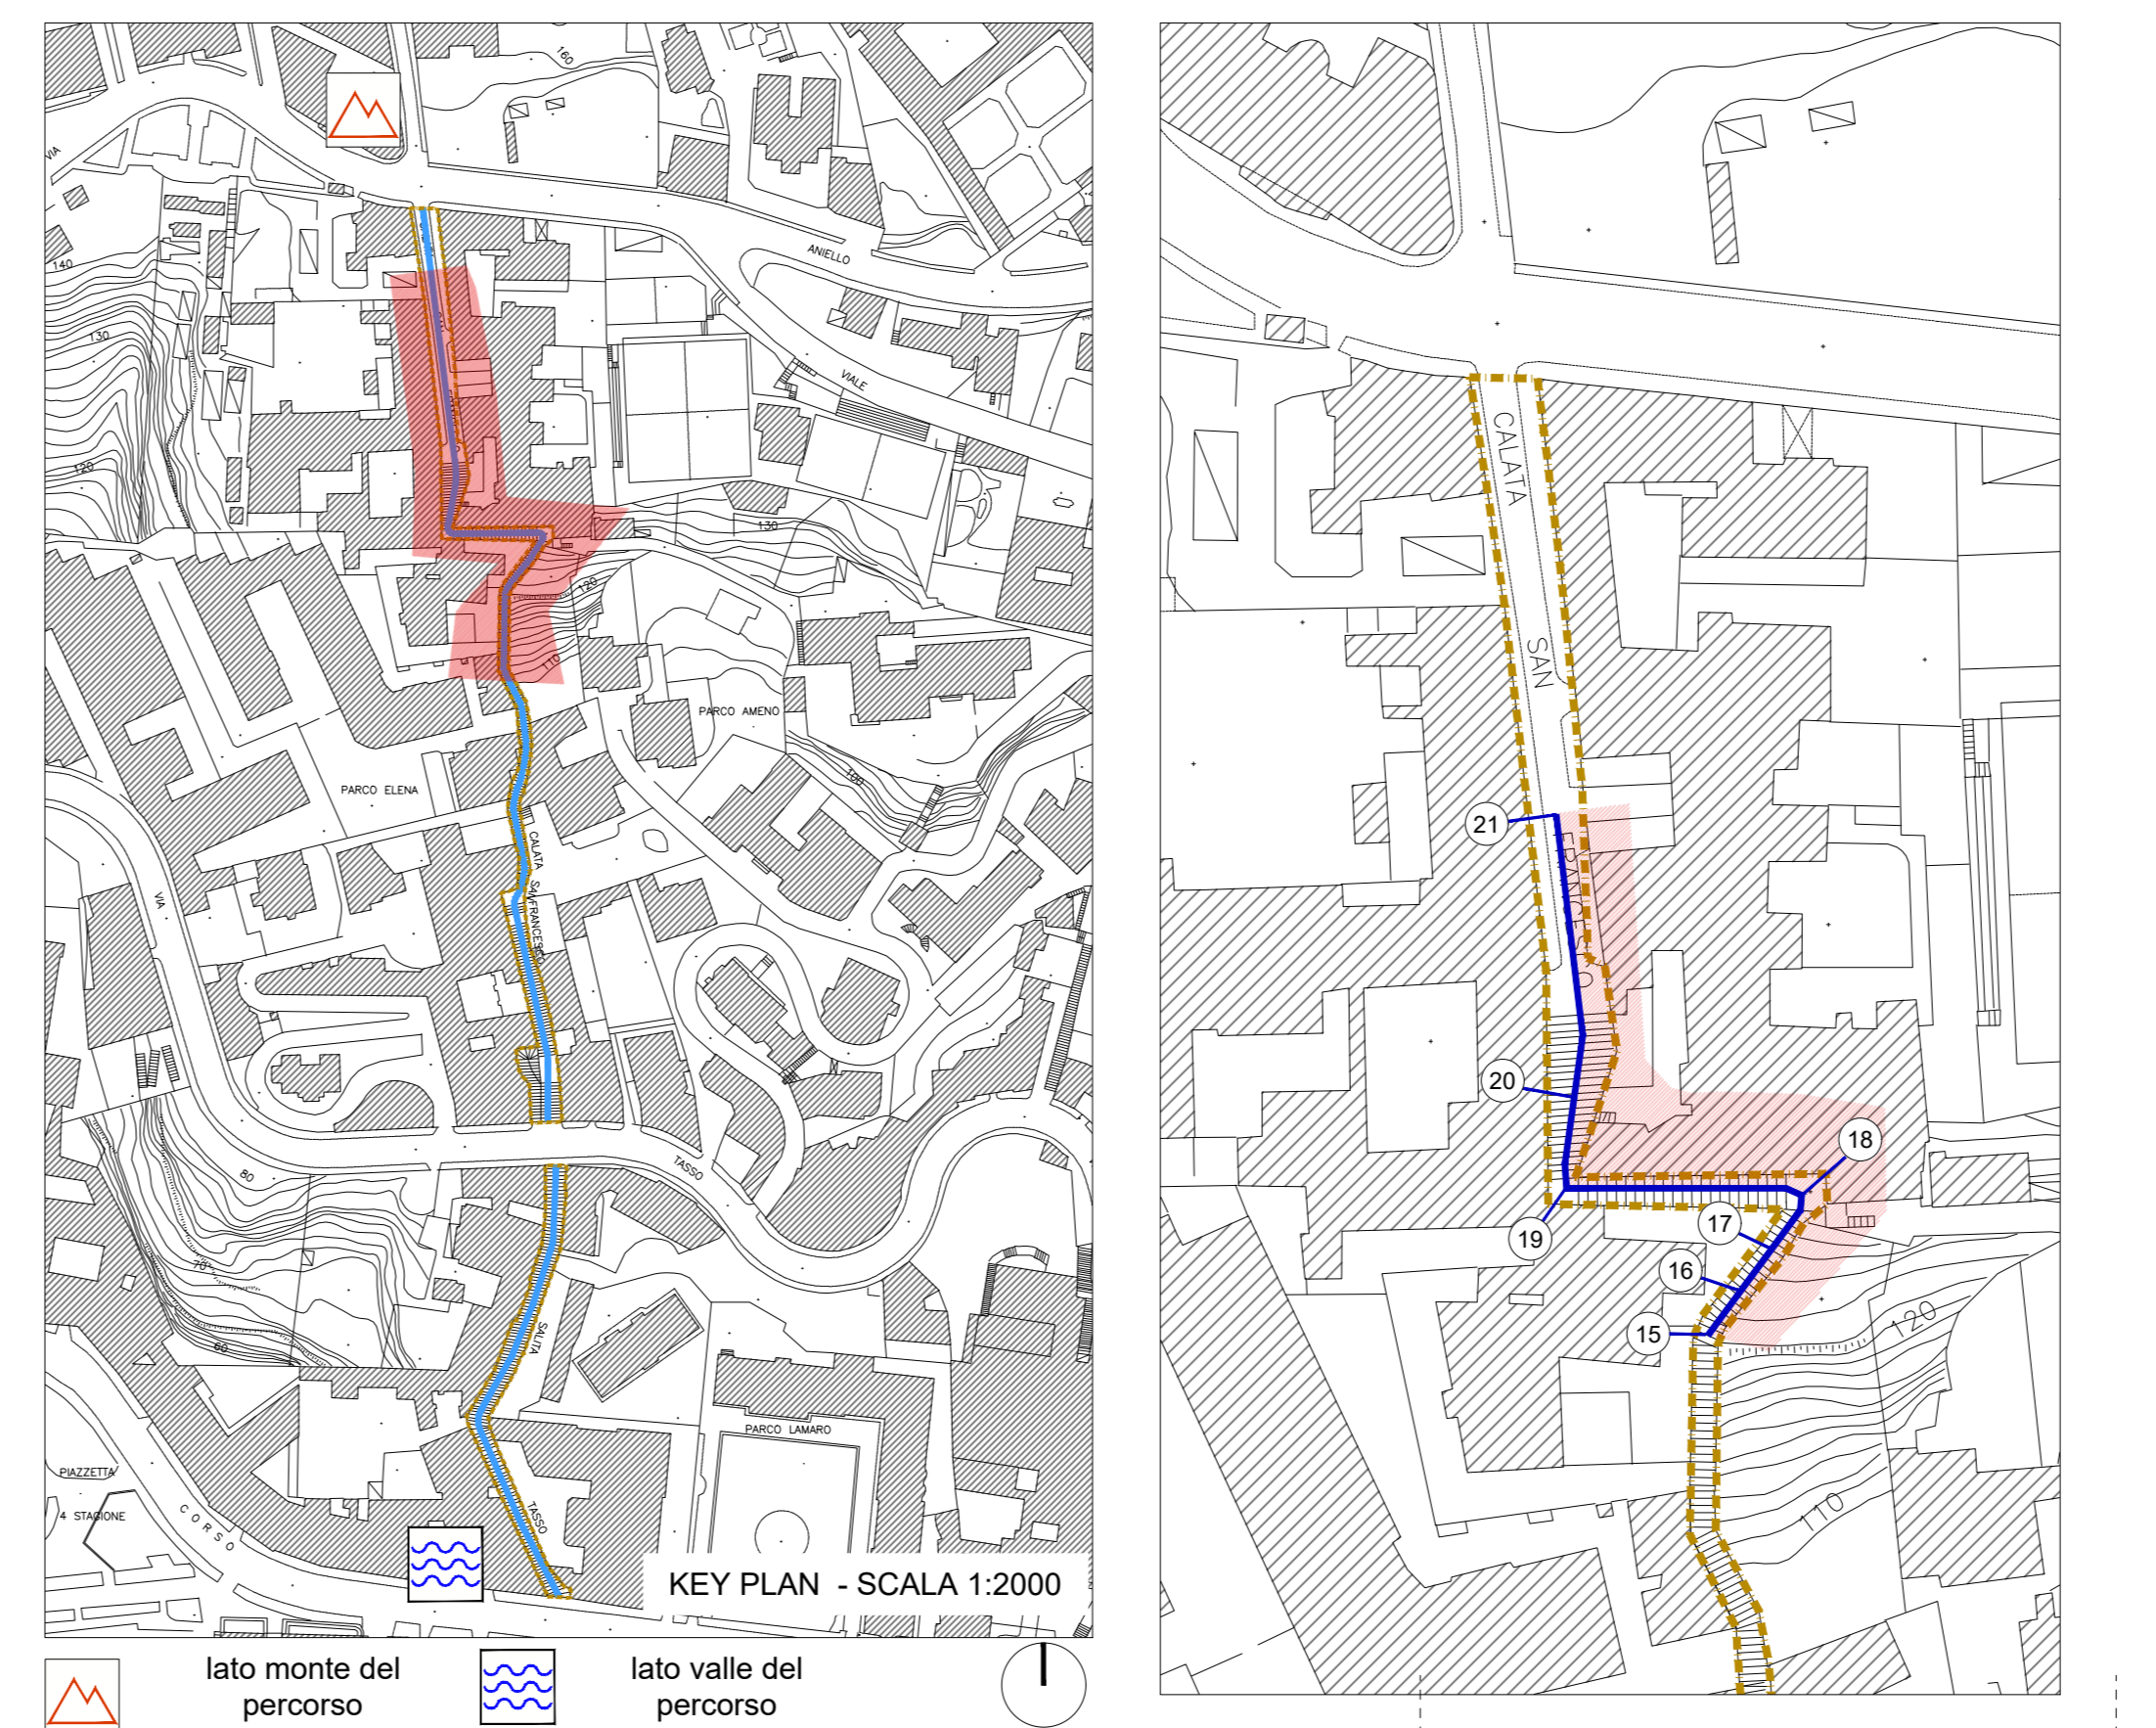 160
VIA
ANIELLO
140
130
VIALE
120
130
120
110
PARCO AMENO
100
PARCO ELENA
CALATA SAN FRANCESCO
VIA
80
TASSO
70
60
SALITA
PARCO LAMARO
PIAZZETTA
4 STAGIONE
CORSO
TASSO
KEY PLAN - SCALA 1:2000
lato monte del
percorso
lato valle del
percorso
CALATA
SAN
FRANCESCO
21
20
18
17
19
16
15
120
110